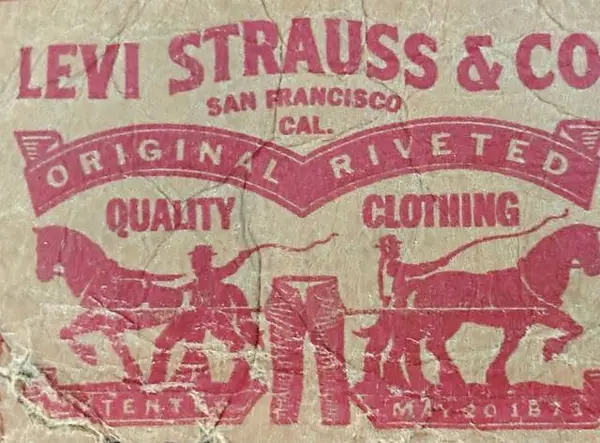 LEVI STRAUSS & CO
SAN FRANCISCO
CAL.
ORIGINAL RIVETED
QUALITY CLOTHING
MAY 20 1873